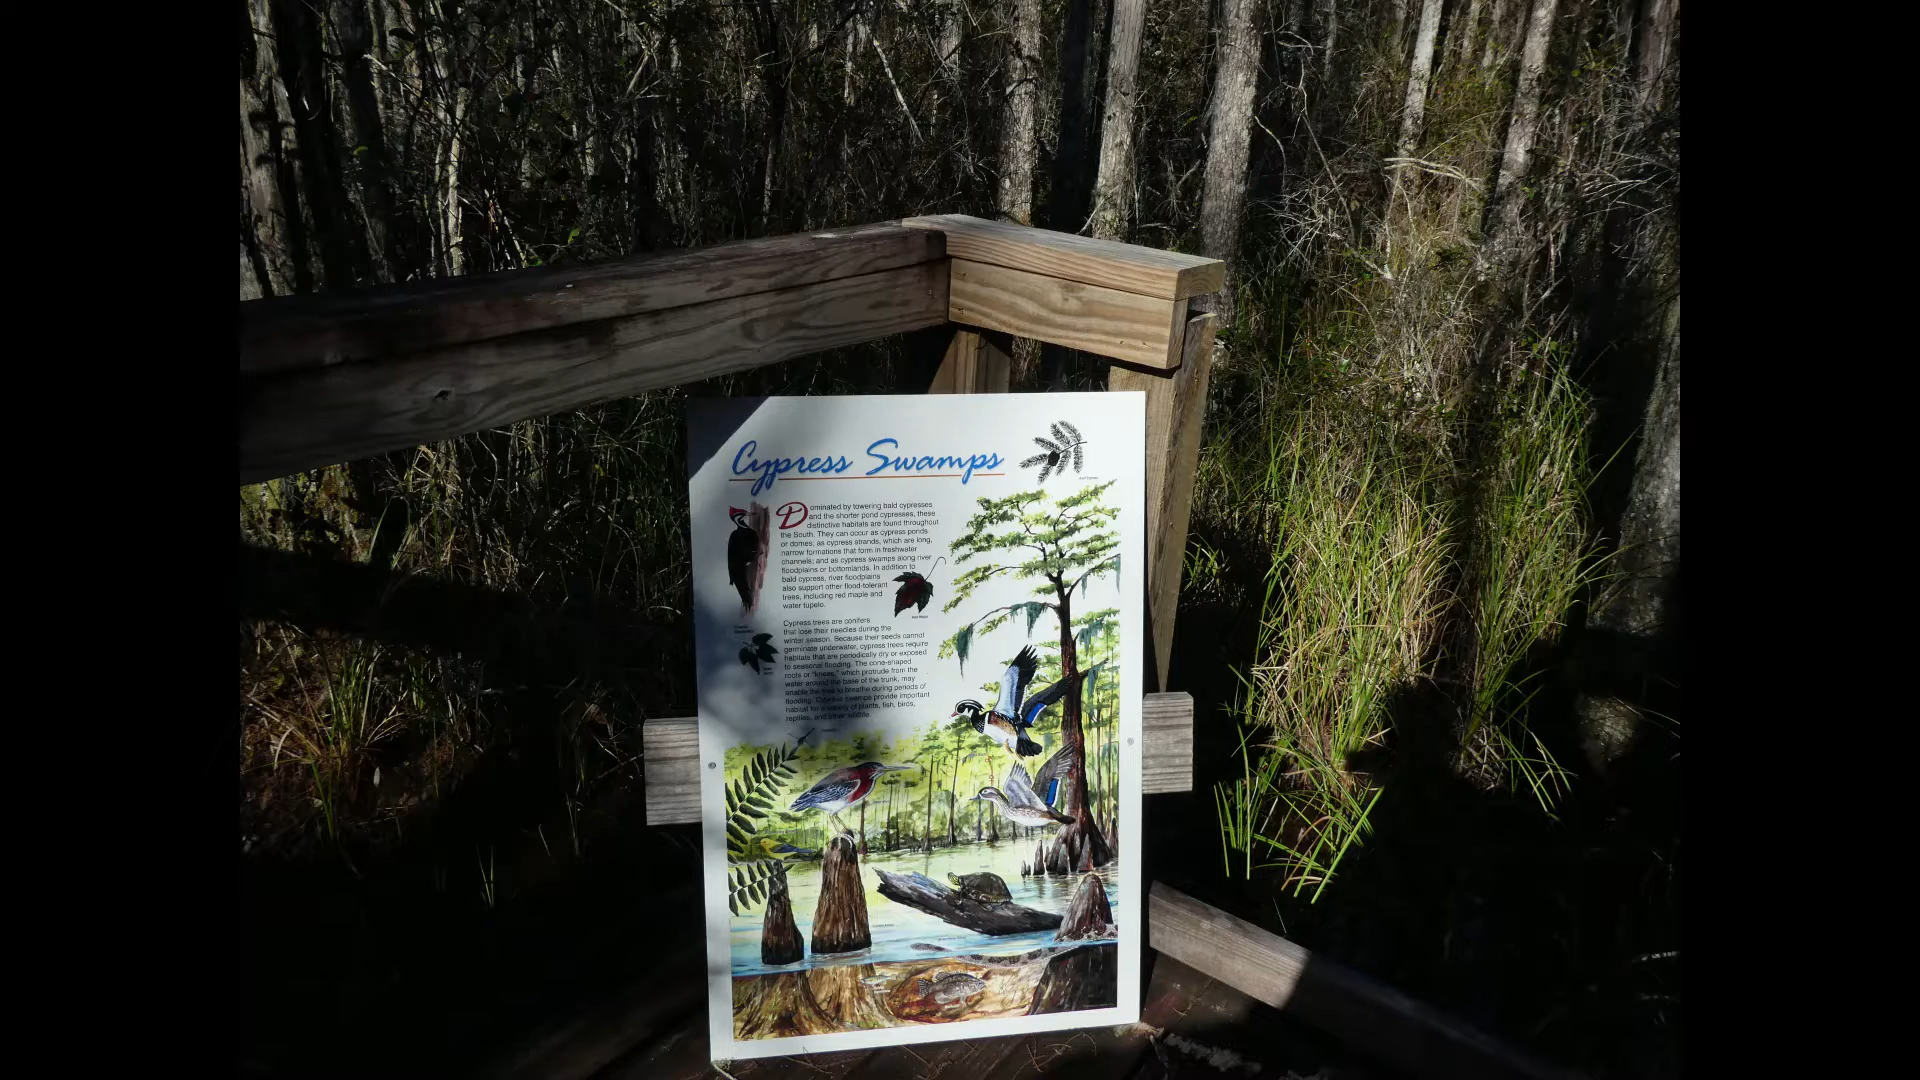 Cypress Swamps
Dominated by towering bald cypresses
and the shorter pond cypresses, these
distinctive habitats are found throughout
the South. They can occur as cypress ponds
or domes; as cypress strands, which are long,
narrow formations that form in freshwater
channels; and as cypress swamps along river
floodplains or bottomlands. In addition to
bald cypress, river floodplains
also support other flood-tolerant
trees, including red maple and
water tupelo.
Cypress trees are conifers
that lose their needles during the
winter season. Because their seeds cannot
germinate underwater, cypress trees require
habitats that are periodically dry or exposed
to seasonal flooding. The cone-shaped
roots or "knees," which protrude from the
water around the base of the trunk, may
enable the tree to breathe during periods of
flooding. Cypress swamps provide important
habitat for a variety of plants, fish, birds,
reptiles, and other wildlife.